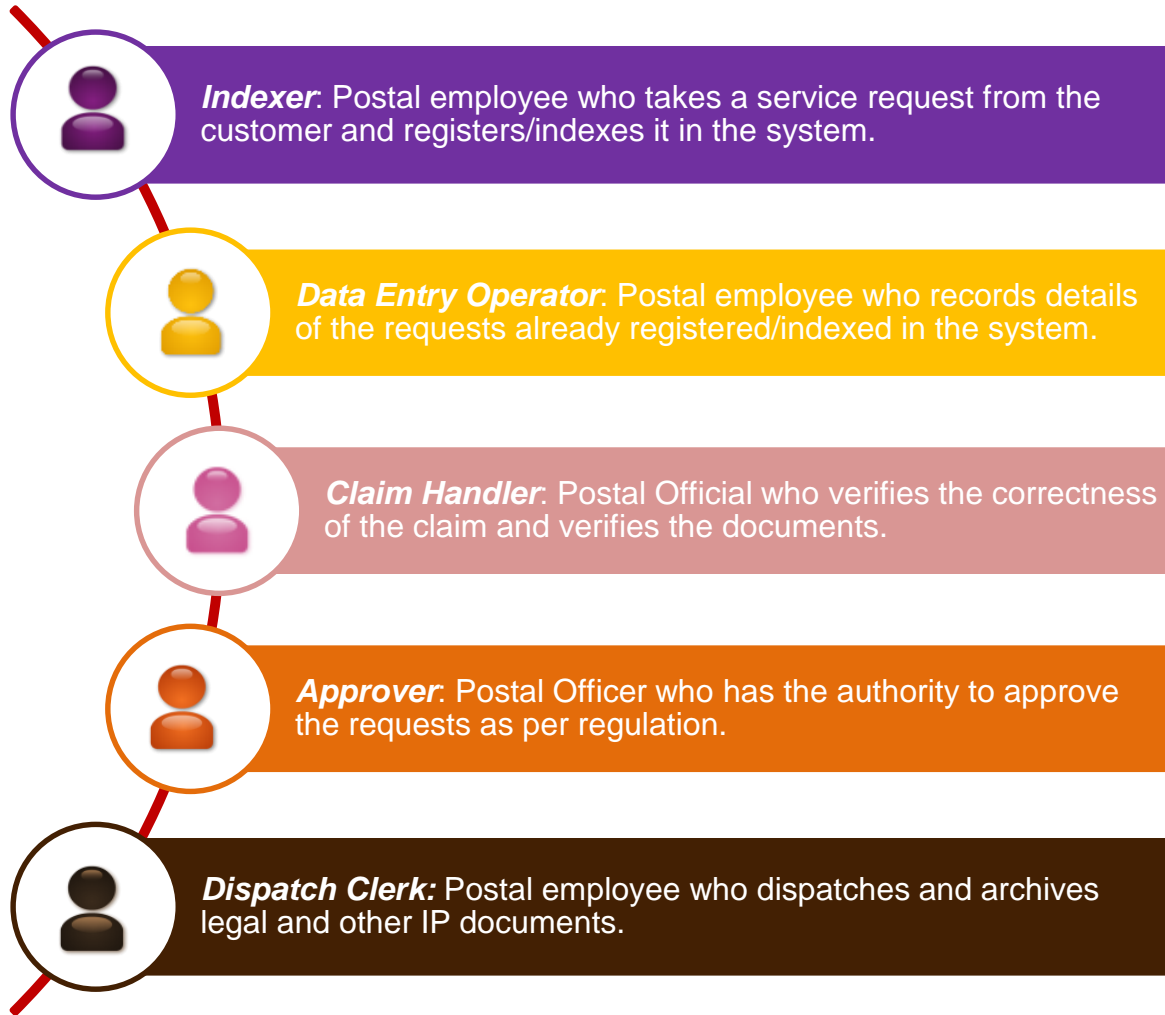 Indexer: Postal employee who takes a service request from the
customer and registers/indexes it in the system.
Data Entry Operator: Postal employee who records details
of the requests already registered/indexed in the system.
Claim Handler: Postal Official who verifies the correctness
of the claim and verifies the documents.
Approver: Postal Officer who has the authority to approve
the requests as per regulation.
Dispatch Clerk: Postal employee who dispatches and archives
legal and other IP documents.